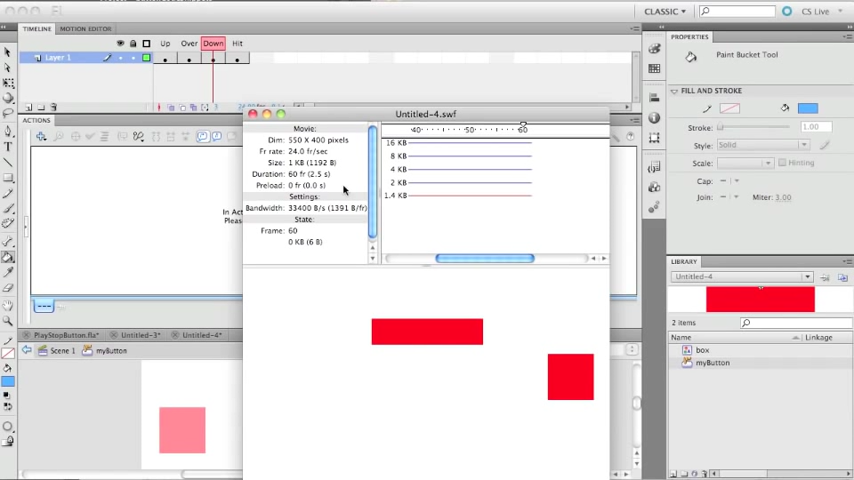 Fl
CLASSIC
CS Live
TIMELINE
MOTION EDITOR
Up
Over
Down
Hit
Layer 1
ACTIONS
In Ac
Please
PlayStopButton.fla*
Untitled-3*
Untitled-4*
Scene 1
myButton
Untitled-4.swf
Movie:
Dim: 550 X 400 pixels
Fr rate: 24.0 fr/sec
Size: 1 KB (1192 B)
Duration: 60 fr (2.5 s)
Preload: 0 fr (0.0 s)
Settings:
Bandwidth: 33400 B/s (1391 B/fr)
State:
Frame: 60
0 KB (6 B)
40
50
60
16 KB
8 KB
4 KB
2 KB
1.4 KB
PROPERTIES
Paint Bucket Tool
FILL AND STROKE
Stroke:
1.00
Style: Solid
Scale:
Hinting
Cap:
Join:
Miter: 3.00
LIBRARY
Untitled-4
2 items
Name
Linkage
box
myButton